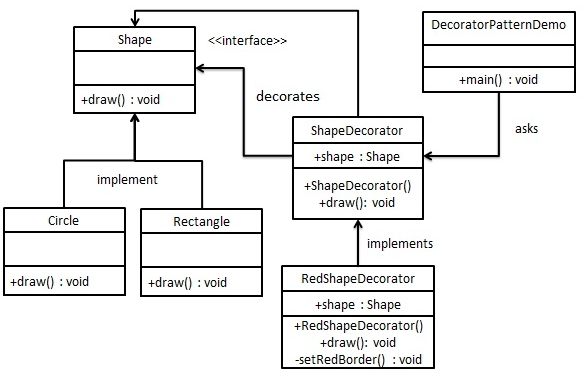 Shape
<<interface>>
+draw() : void
DecoratorPatternDemo
+main() : void
decorates
asks
ShapeDecorator
+shape : Shape
+ShapeDecorator()
+draw(): void
implement
Circle
+draw() : void
Rectangle
+draw() : void
implements
RedShapeDecorator
+shape : Shape
+RedShapeDecorator()
+draw(): void
-setRedBorder() : void